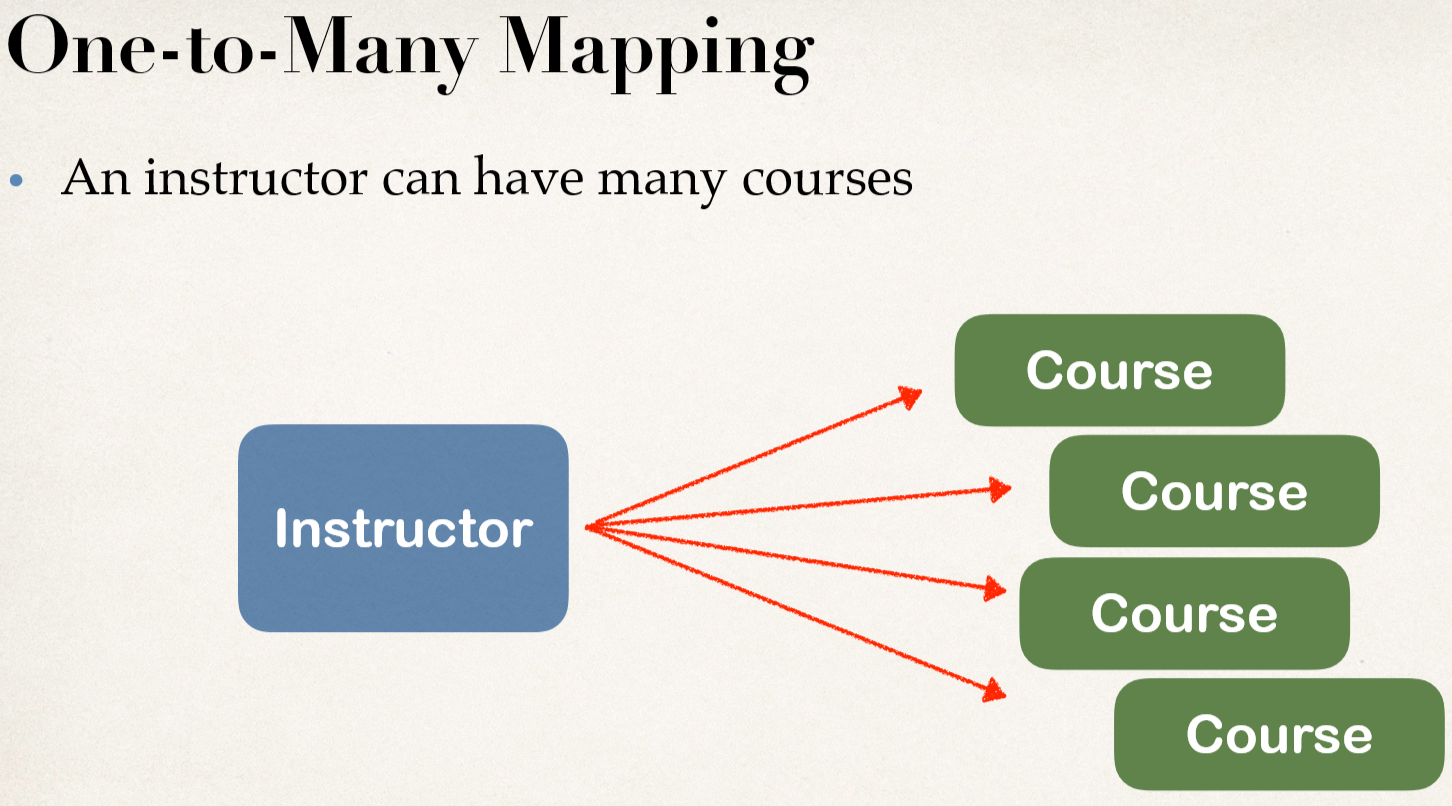 One-to-Many Mapping
• An instructor can have many courses
Course
Course
Instructor
Course
Course